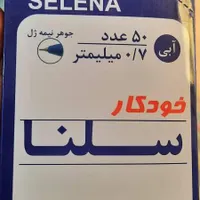 SELENA
۵۰ عدد
آبی
۰/۷ میلیمتر
جوهر نیمه ژل
خودکار
سلنا